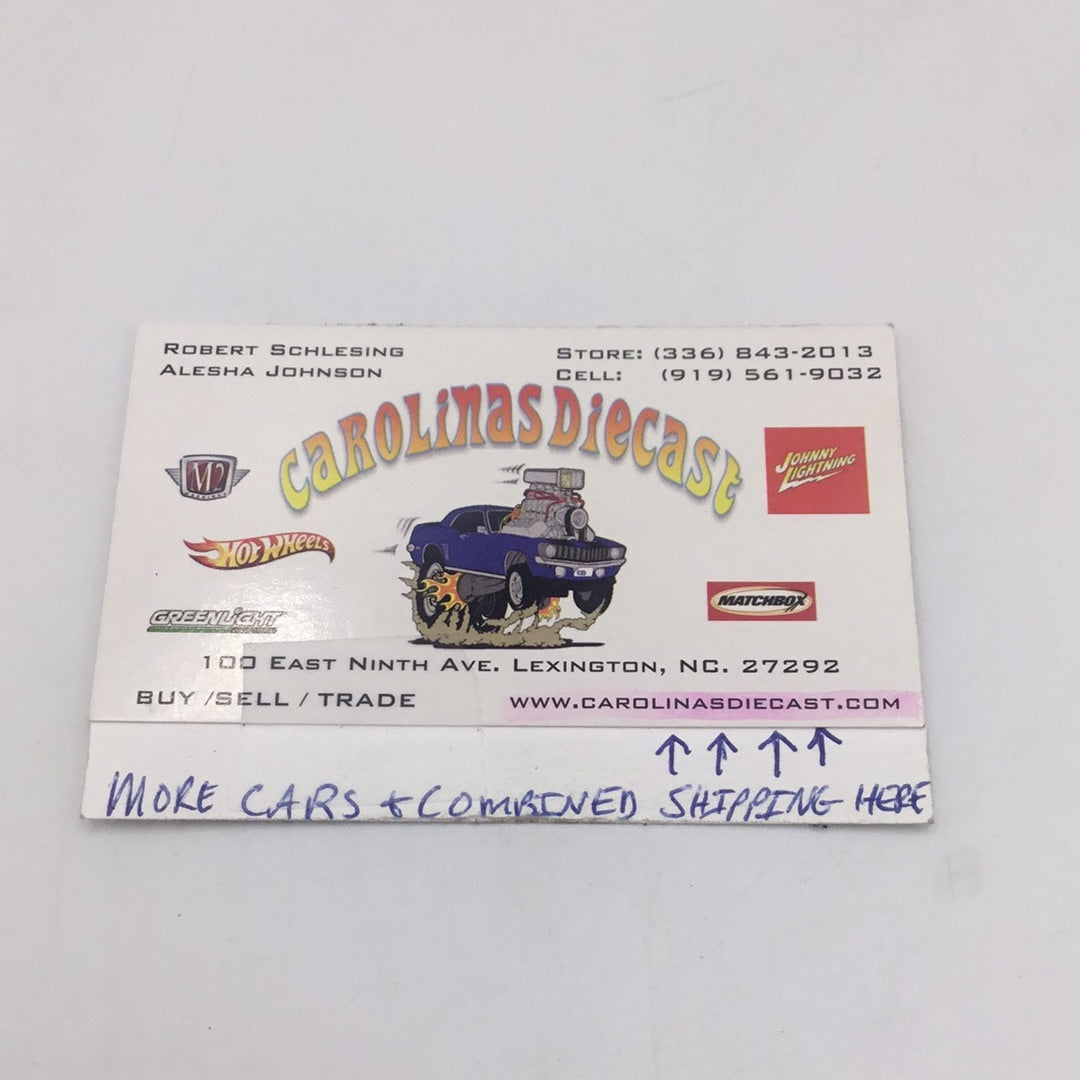 ROBERT SCHLESING
ALESHA JOHNSON
STORE: (336) 843-2013
CELL: (919) 561-9032
CAROLINAS DIECAST
M2
JOHNNY LIGHTNING
HOT WHEELS
MATCHBOX
GREENLIGHT
100 EAST NINTH AVE. LEXINGTON, NC. 27292
BUY /SELL / TRADE
WWW.CAROLINASDIECAST.COM
↑ ↑ ↑ ↑
MORE CARS + COMBINED SHIPPING HERE